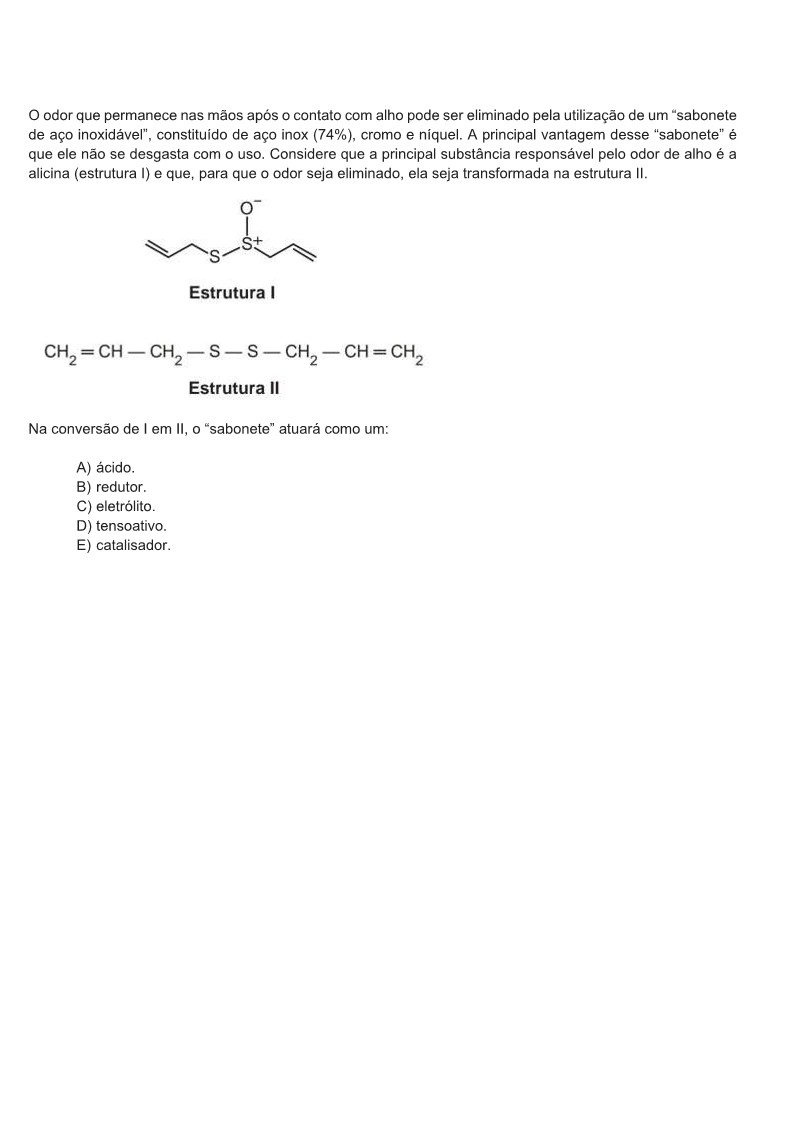 O odor que permanece nas mãos após o contato com alho pode ser eliminado pela utilização de um “sabonete
de aço inoxidável”, constituído de aço inox (74%), cromo e níquel. A principal vantagem desse “sabonete” é
que ele não se desgasta com o uso. Considere que a principal substância responsável pelo odor de alho é a
alicina (estrutura I) e que, para que o odor seja eliminado, ela seja transformada na estrutura II.
O⁻
S S+
Estrutura I
CH₂ = CH — CH₂ — S — S — CH₂ — CH = CH₂
Estrutura II
Na conversão de I em II, o “sabonete” atuará como um:
A) ácido.
B) redutor.
C) eletrólito.
D) tensoativo.
E) catalisador.